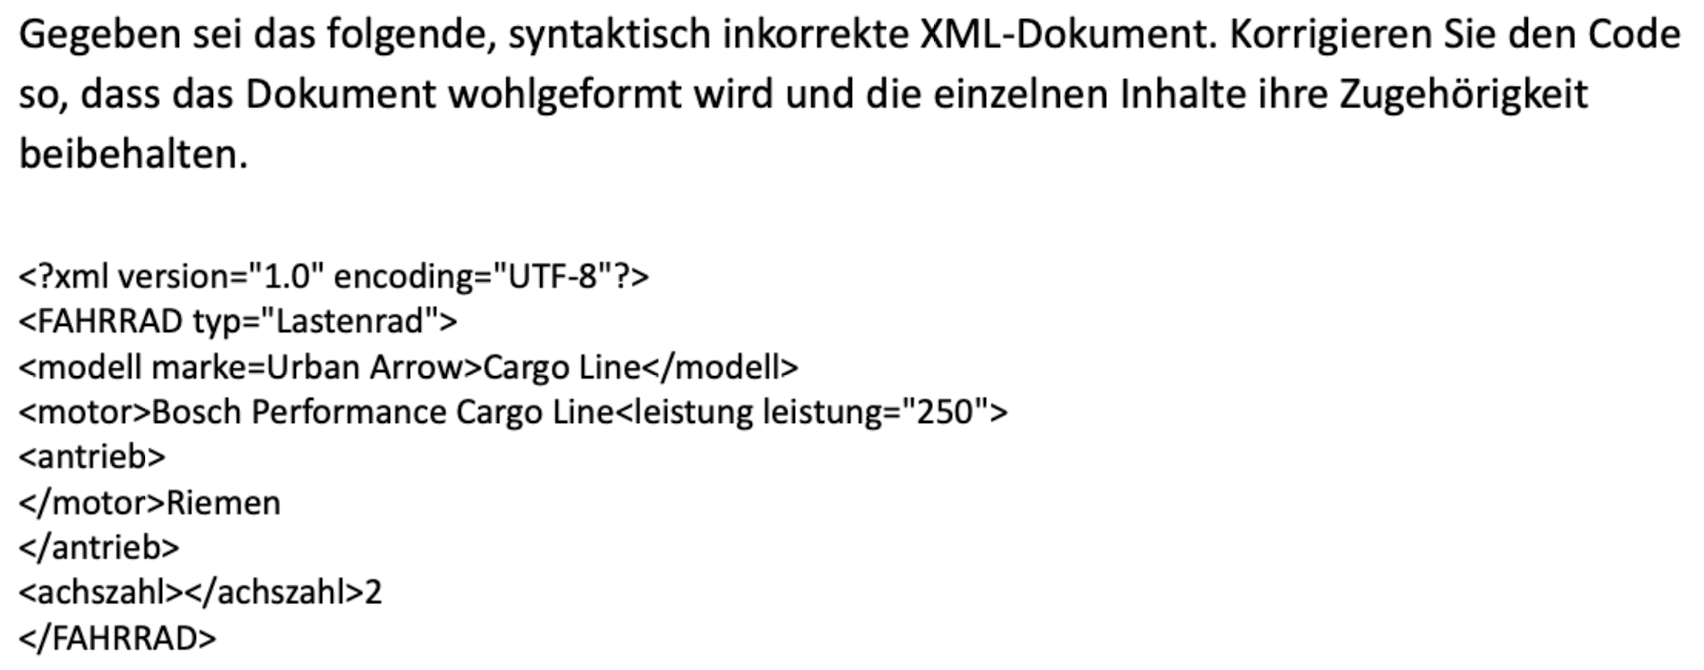 Gegeben sei das folgende, syntaktisch inkorrekte XML-Dokument. Korrigieren Sie den Code
so, dass das Dokument wohlgeformt wird und die einzelnen Inhalte ihre Zugehörigkeit
beibehalten.
<?xml version="1.0" encoding="UTF-8"?>
<FAHRRAD typ="Lastenrad">
<modell marke=Urban Arrow>Cargo Line</modell>
<motor>Bosch Performance Cargo Line<leistung leistung="250">
<antrieb>
</motor>Riemen
</antrieb>
<achszahl></achszahl>2
</FAHRRAD>